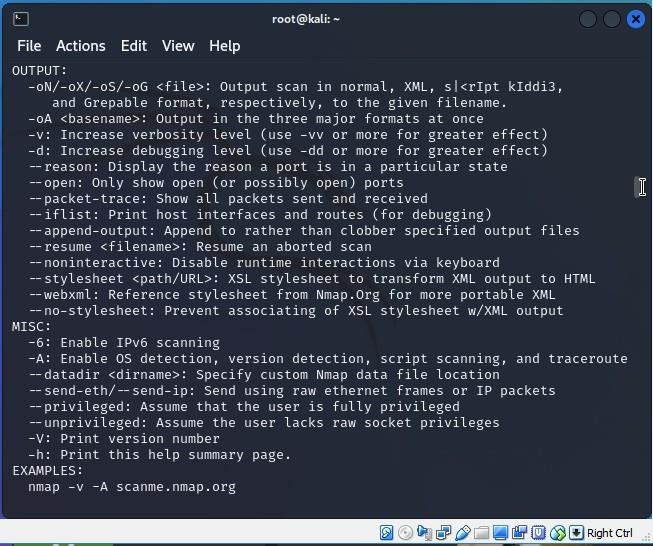 root@kali: ~
File Actions Edit View Help
OUTPUT:
-oN/-oX/-oS/-oG <file>: Output scan in normal, XML, s|<rIpt kIddi3,
and Grepable format, respectively, to the given filename.
-oA <basename>: Output in the three major formats at once
-v: Increase verbosity level (use -vv or more for greater effect)
-d: Increase debugging level (use -dd or more for greater effect)
--reason: Display the reason a port is in a particular state
--open: Only show open (or possibly open) ports
--packet-trace: Show all packets sent and received
--iflist: Print host interfaces and routes (for debugging)
--append-output: Append to rather than clobber specified output files
--resume <filename>: Resume an aborted scan
--noninteractive: Disable runtime interactions via keyboard
--stylesheet <path/URL>: XSL stylesheet to transform XML output to HTML
--webxml: Reference stylesheet from Nmap.Org for more portable XML
--no-stylesheet: Prevent associating of XSL stylesheet w/XML output
MISC:
-6: Enable IPv6 scanning
-A: Enable OS detection, version detection, script scanning, and traceroute
--datadir <dirname>: Specify custom Nmap data file location
--send-eth/--send-ip: Send using raw ethernet frames or IP packets
--privileged: Assume that the user is fully privileged
--unprivileged: Assume the user lacks raw socket privileges
-V: Print version number
-h: Print this help summary page.
EXAMPLES:
nmap -v -A scanme.nmap.org
Right Ctrl